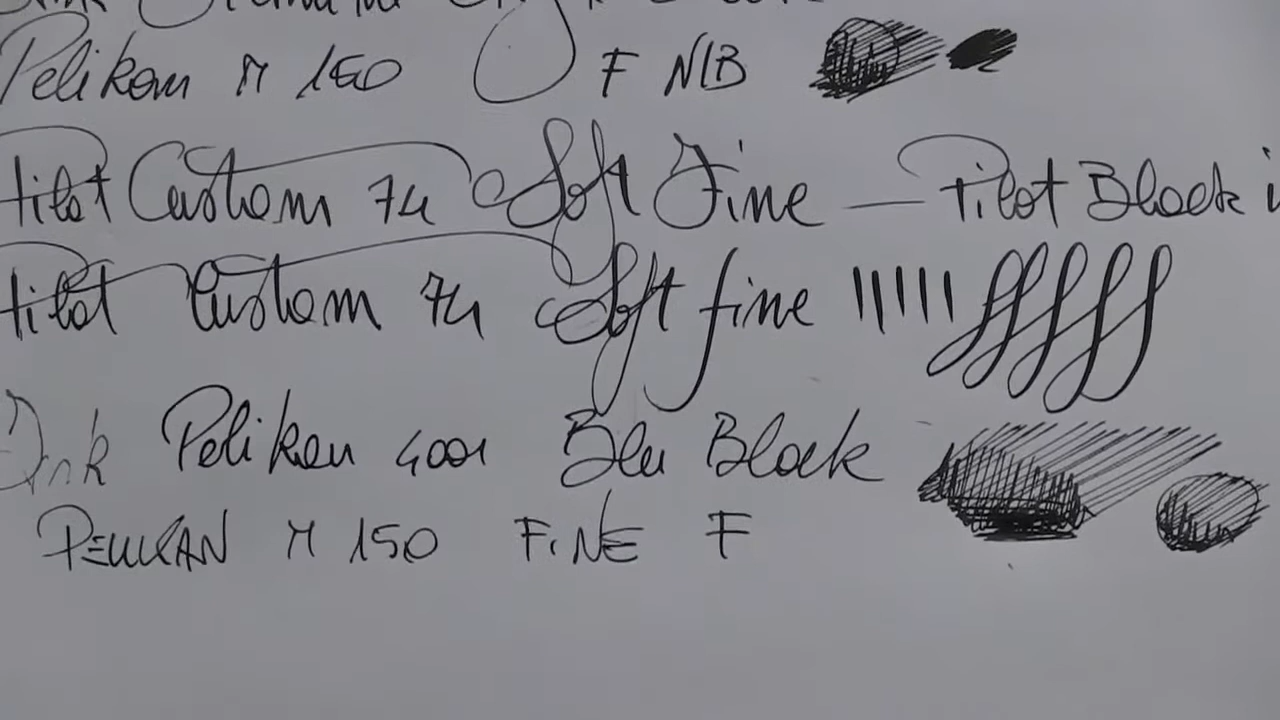 Pelikan M 150 F NIB
Pilot Custom 74 Soft Fine — Pilot Black
Pilot Custom 74 Soft fine
Ink Pelikan 4001 Blu Black
PELIKAN M 150 FINE F